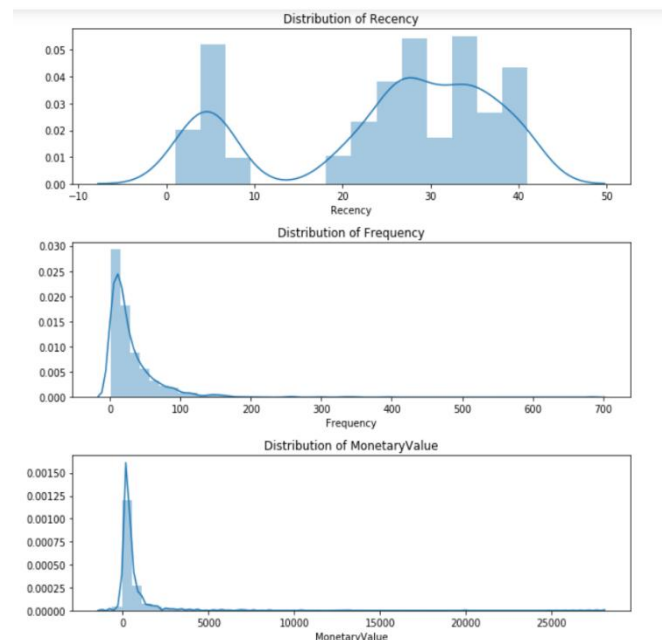 Distribution of Recency
0.05
0.04
0.03
0.02
0.01
0.00
−10 0 10 20 30 40 50
Recency
Distribution of Frequency
0.030
0.025
0.020
0.015
0.010
0.005
0.000
0 100 200 300 400 500 600 700
Frequency
Distribution of MonetaryValue
0.00150
0.00125
0.00100
0.00075
0.00050
0.00025
0.00000
0 5000 10000 15000 20000 25000
MonetaryValue